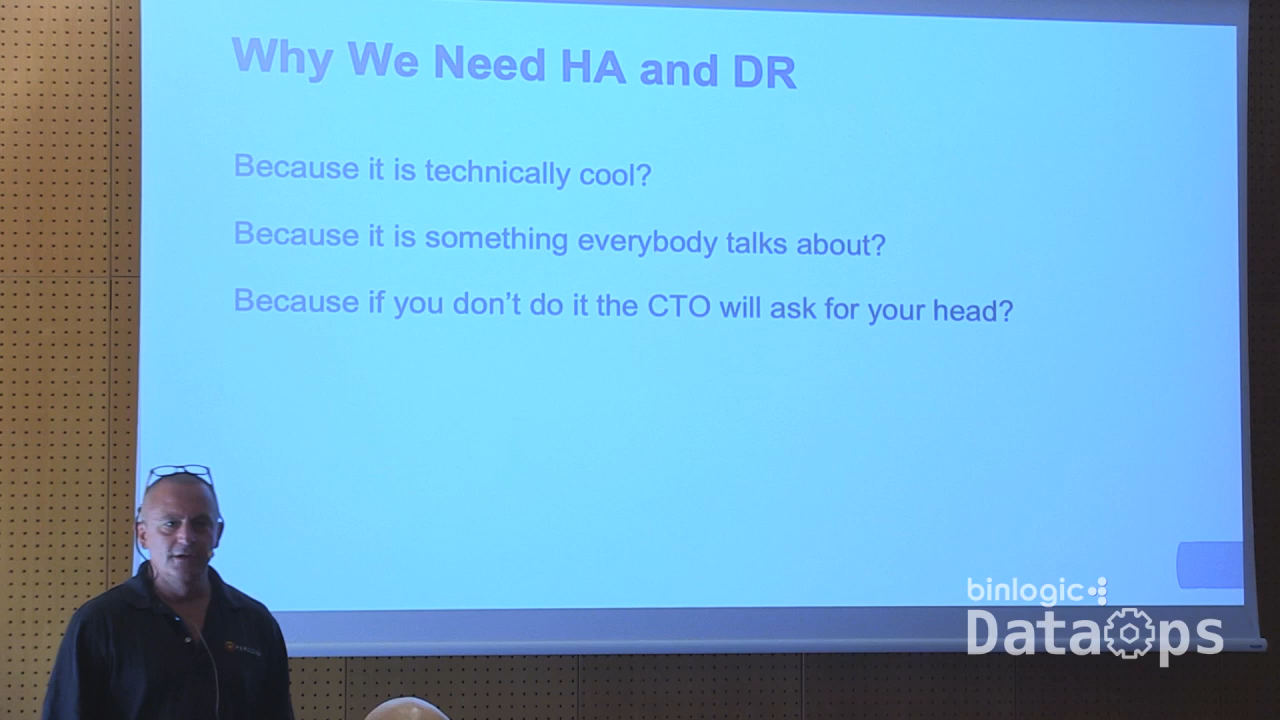 Why We Need HA and DR
Because it is technically cool?
Because it is something everybody talks about?
Because if you don't do it the CTO will ask for your head?
binlogic
DataOps